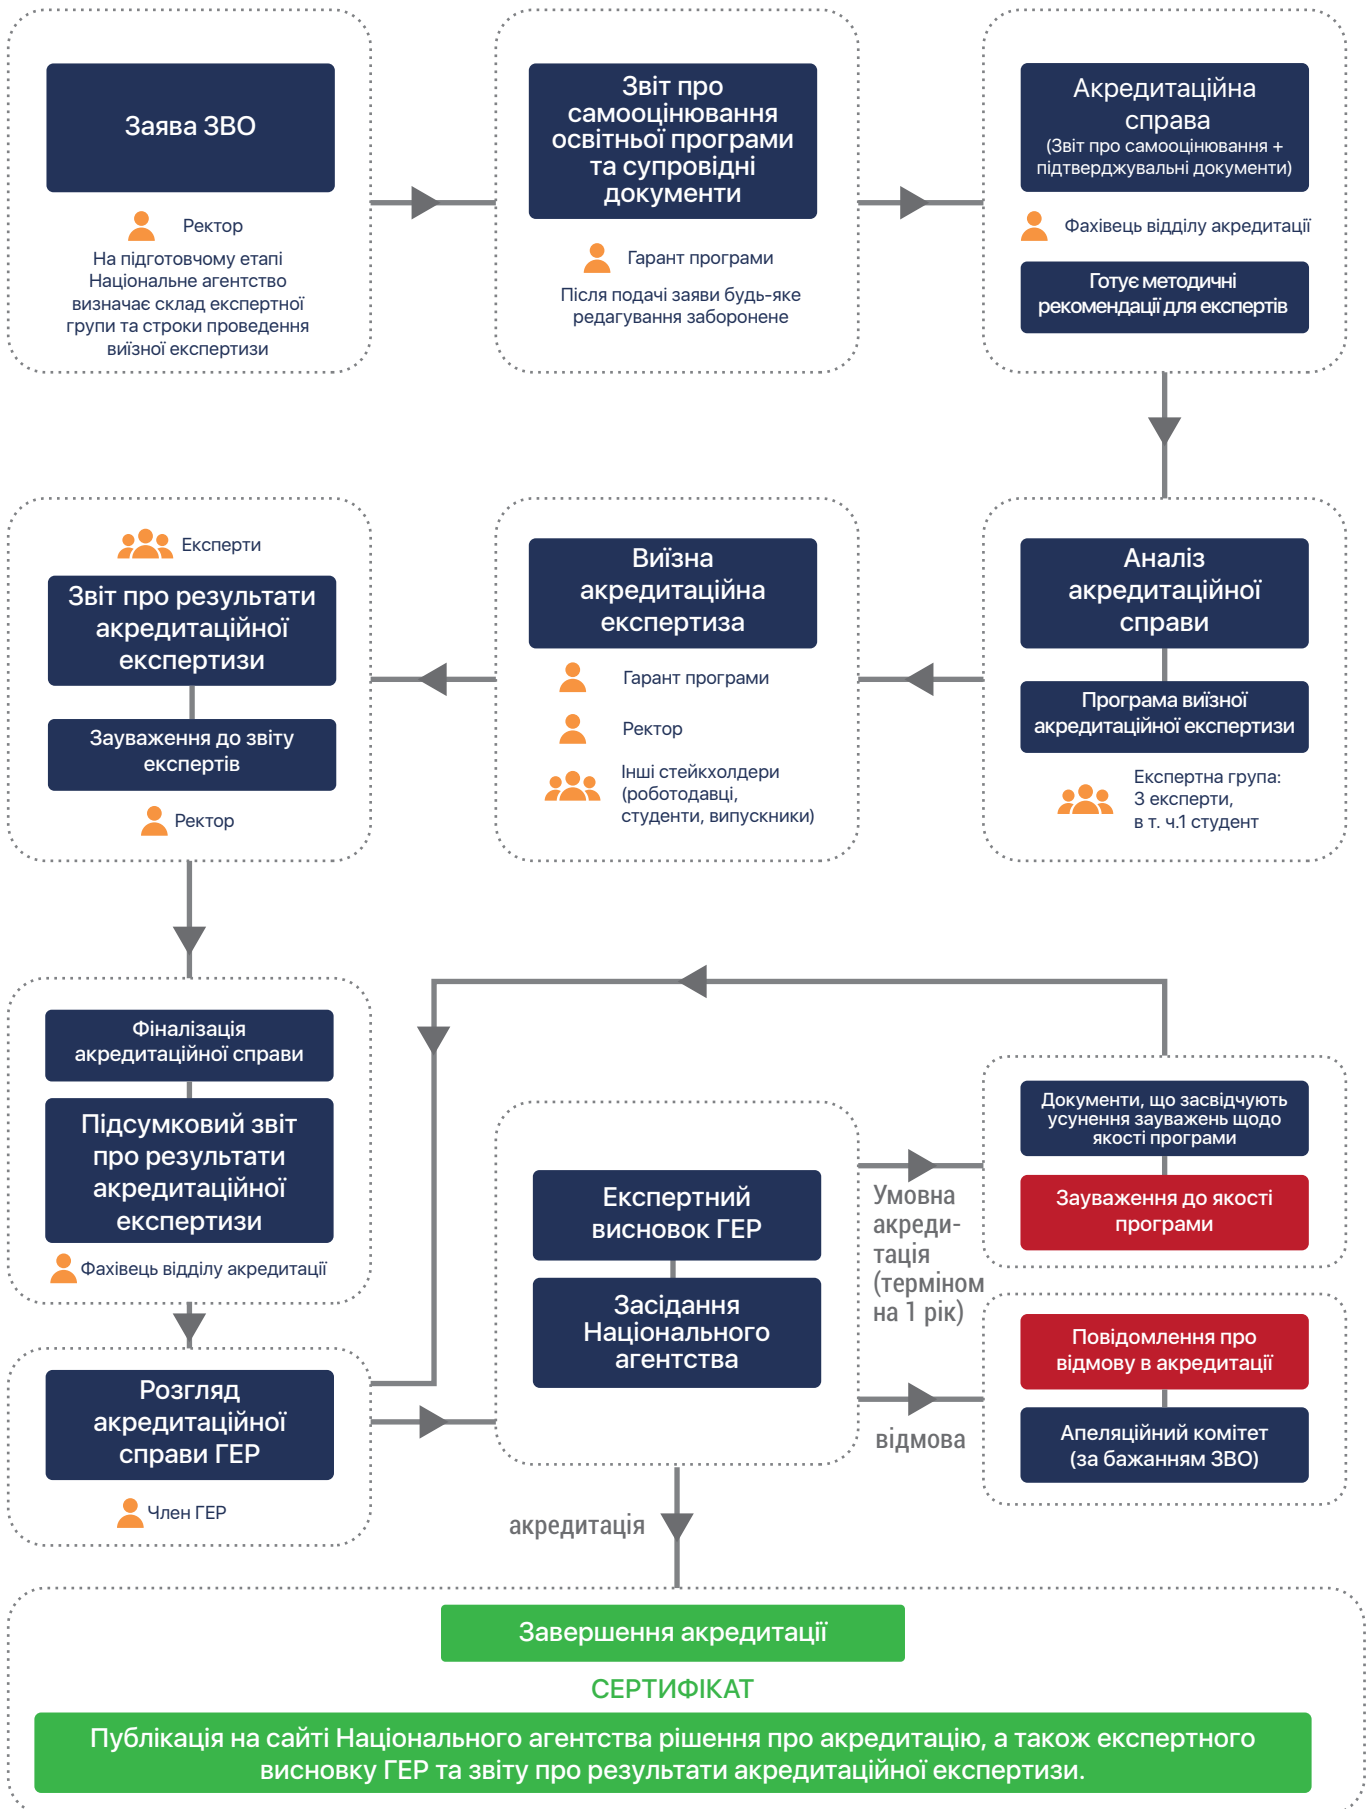 Заява ЗВО
Ректор
На підготовчому етапі
Національне агентство
визначає склад експертної
групи та строки проведення
виїзної експертизи
Звіт про
самооцінювання
освітньої програми
та супровідні
документи
Гарант програми
Після подачі заяви будь-яке
редагування заборонене
Акредитаційна
справа
(Звіт про самооцінювання +
підтверджувальні документи)
Фахівець відділу акредитації
Готує методичні
рекомендації для експертів
Аналіз
акредитаційної
справи
Програма виїзної
акредитаційної експертизи
Експертна група:
3 експерти,
в т. ч.1 студент
Виїзна
акредитаційна
експертиза
Гарант програми
Ректор
Інші стейкхолдери
(роботодавці,
студенти, випускники)
Експерти
Звіт про результати
акредитаційної
експертизи
Зауваження до звіту
експертів
Ректор
Фіналізація
акредитаційної справи
Підсумковий звіт
про результати
акредитаційної
експертизи
Фахівець відділу акредитації
Розгляд
акредитаційної
справи ГЕР
Член ГЕР
Експертний
висновок ГЕР
Засідання
Національного
агентства
Умовна
акреди-
тація
(терміном
на 1 рік)
Документи, що засвідчують
усунення зауважень щодо
якості програми
Зауваження до якості
програми
відмова
Повідомлення про
відмову в акредитації
Апеляційний комітет
(за бажанням ЗВО)
акредитація
Завершення акредитації
СЕРТИФІКАТ
Публікація на сайті Національного агентства рішення про акредитацію, а також експертного
висновку ГЕР та звіту про результати акредитаційної експертизи.